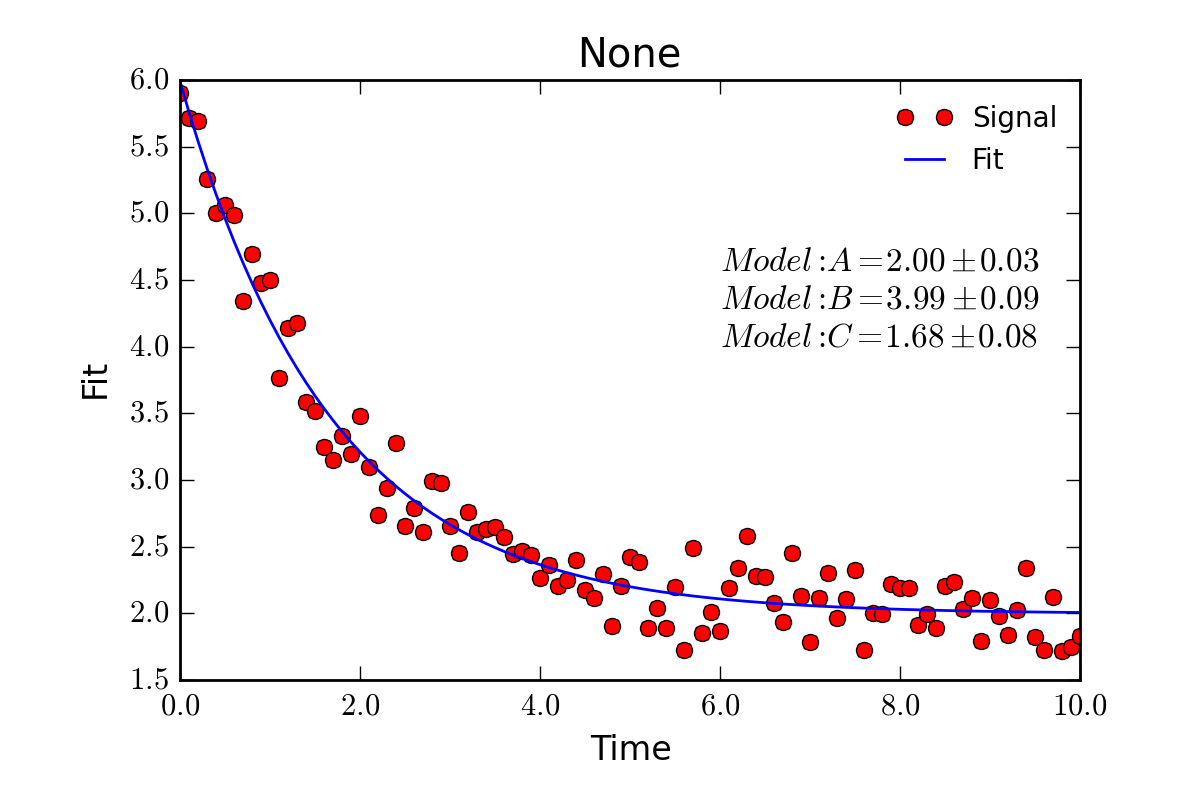 None
6.0
5.5
5.0
4.5
4.0
3.5
3.0
2.5
2.0
1.5
Fit
Signal
Fit
Model:A=2.00±0.03
Model:B=3.99±0.09
Model:C=1.68±0.08
0.0 2.0 4.0 6.0 8.0 10.0
Time